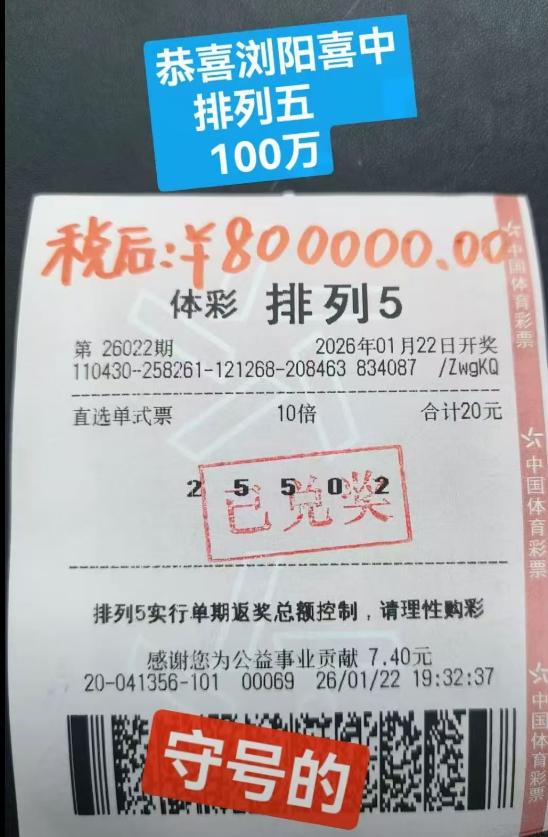 恭喜浏阳喜中
排列五
100万
税后:¥800000.00
体彩 排列5
第 26022期 2026年01月22日开奖
110430-258261-121268-208463 834087 /ZwgKQ
直选单式票 10倍 合计20元
2 5 5 0 2
已兑奖
排列5实行单期返奖总额控制，请理性购彩
感谢您为公益事业贡献 7.40元
20-041356-101 00069 26/01/22 19:32:37
守号的
中国体育彩票
中国体育彩票
中国体育彩票